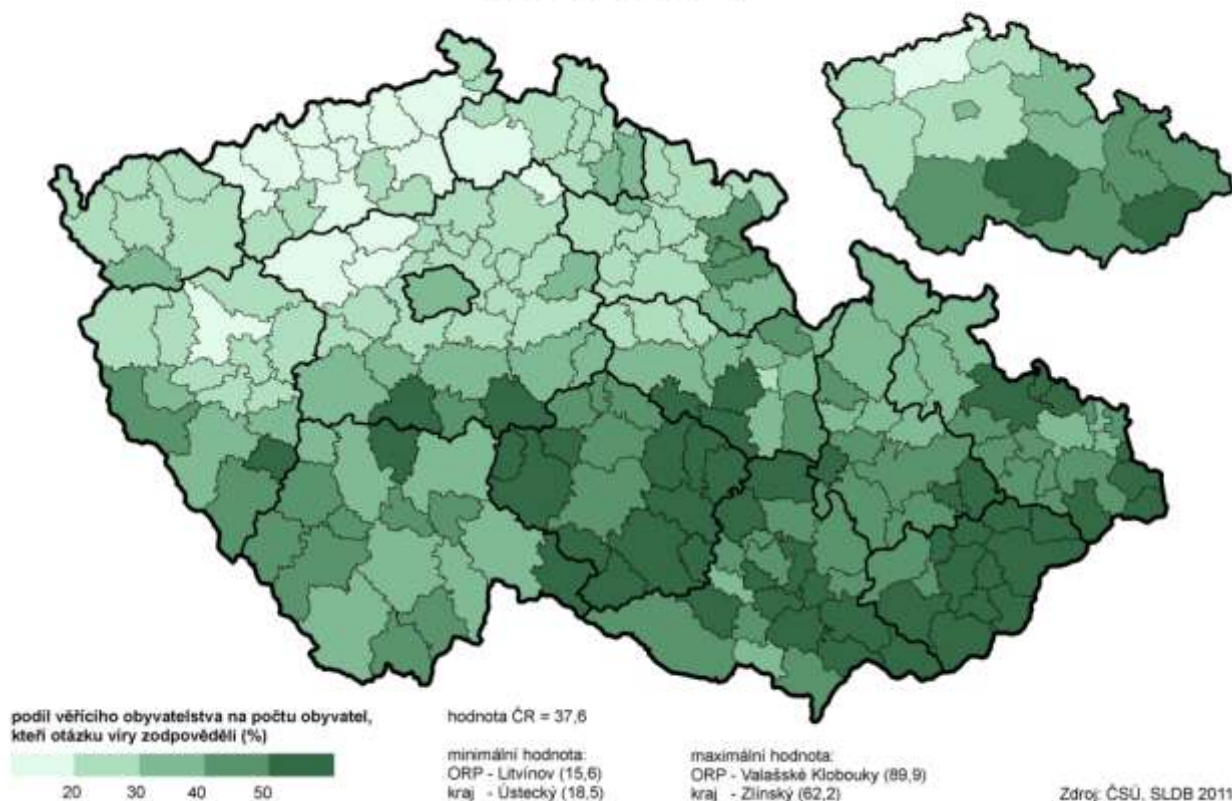 podíl věřícího obyvatelstva na počtu obyvatel,
kteří otázku víry zodpověděli (%)
20 30 40 50
hodnota ČR = 37,6
minimální hodnota:
ORP - Litvínov (15,6)
kraj - Ústecký (18,5)
maximální hodnota:
ORP - Valašské Klobouky (89,9)
kraj - Zlínský (62,2)
Zdroj: ČSÚ, SLDB 2011